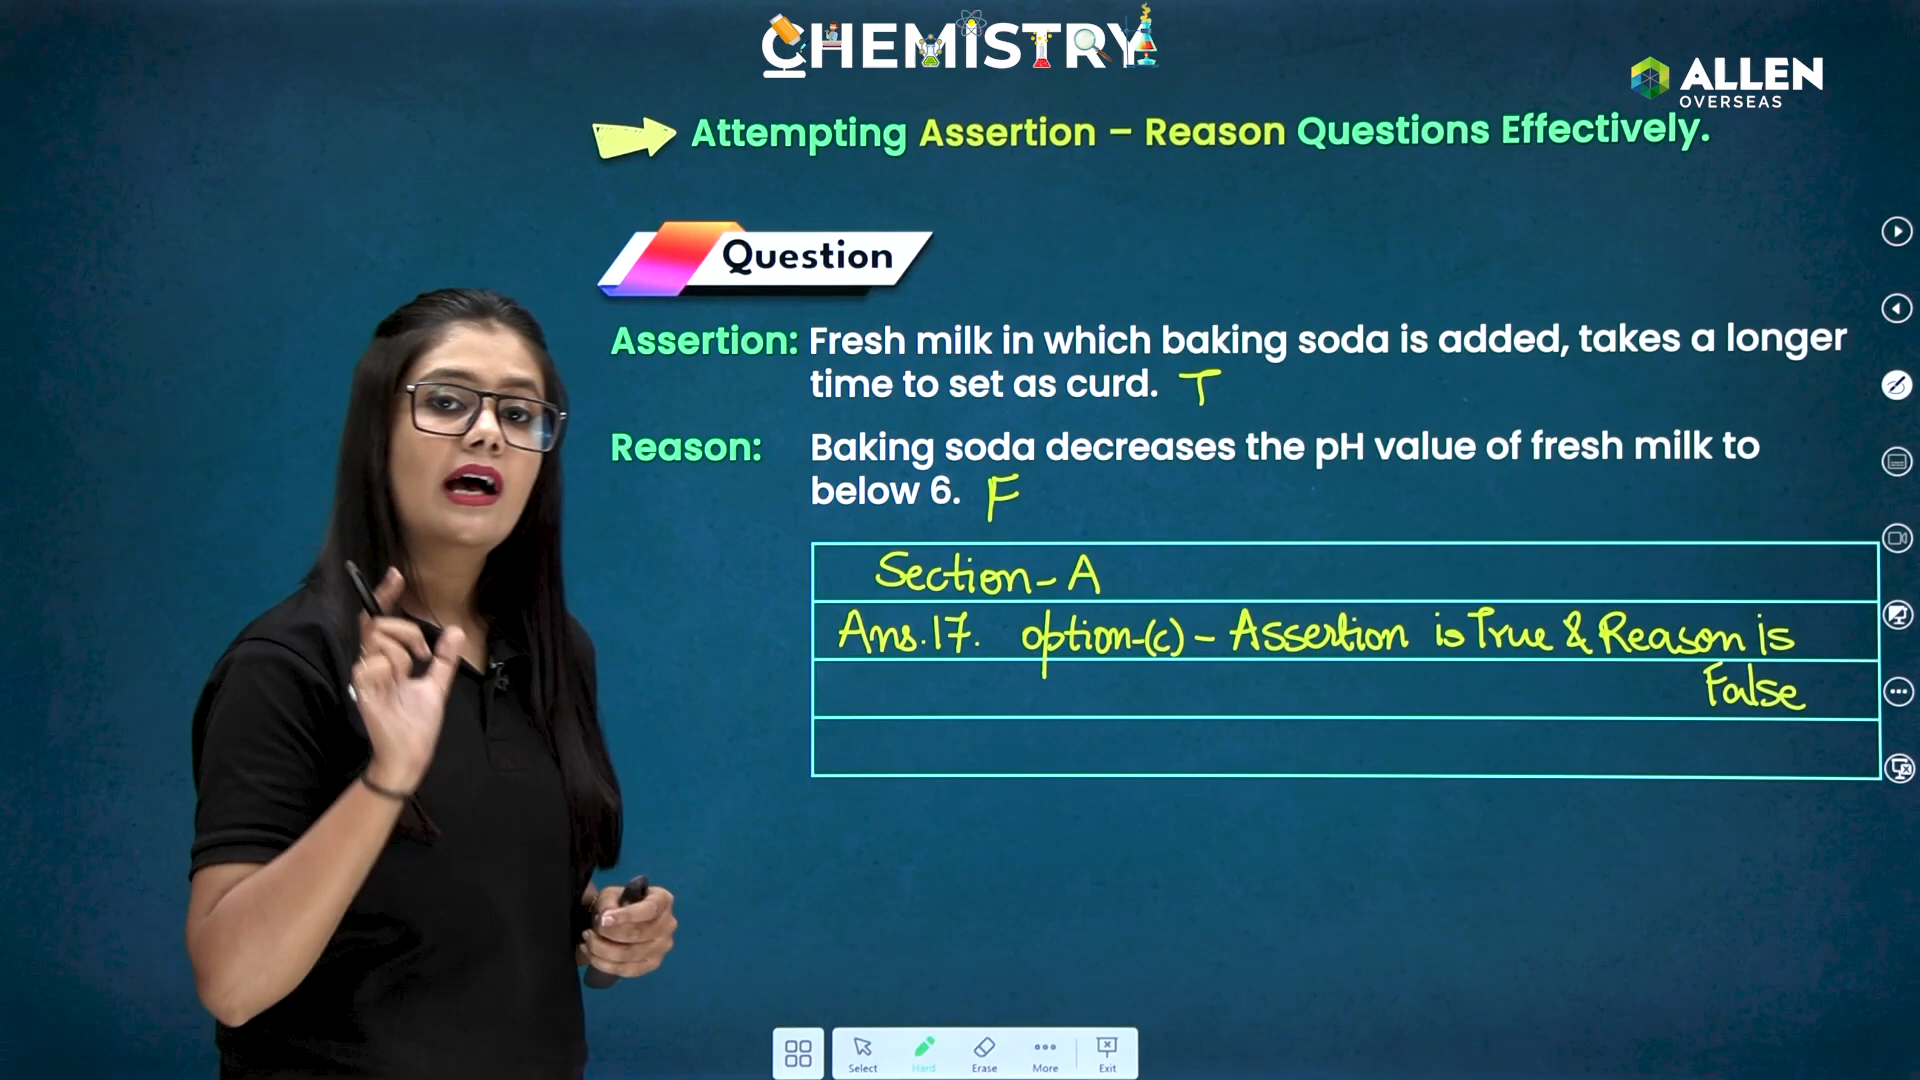 CHEMISTRY
ALLEN
OVERSEAS
Attempting Assertion – Reason Questions Effectively.
Question
Assertion: Fresh milk in which baking soda is added, takes a longer
time to set as curd. T
Reason: Baking soda decreases the pH value of fresh milk to
below 6. F
Section-A
Ans.17. option-(c) - Assertion is True & Reason is
False
Select
Hard
Erase
More
Exit